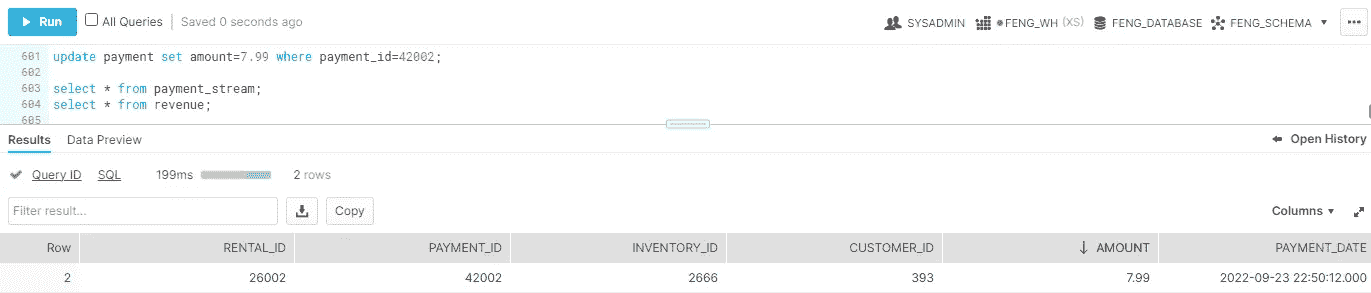 Run All Queries Saved 0 seconds ago SYSADMIN FENG_WH (XS) FENG_DATABASE FENG_SCHEMA
601 update payment set amount=7.99 where payment_id=42002;
602
603 select * from payment_stream;
604 select * from revenue;
605
Results Data Preview Open History
Query ID SQL 199ms 2 rows
Filter result... Copy Columns
Row RENTAL_ID PAYMENT_ID INVENTORY_ID CUSTOMER_ID AMOUNT PAYMENT_DATE
2 26002 42002 2666 393 7.99 2022-09-23 22:50:12.000